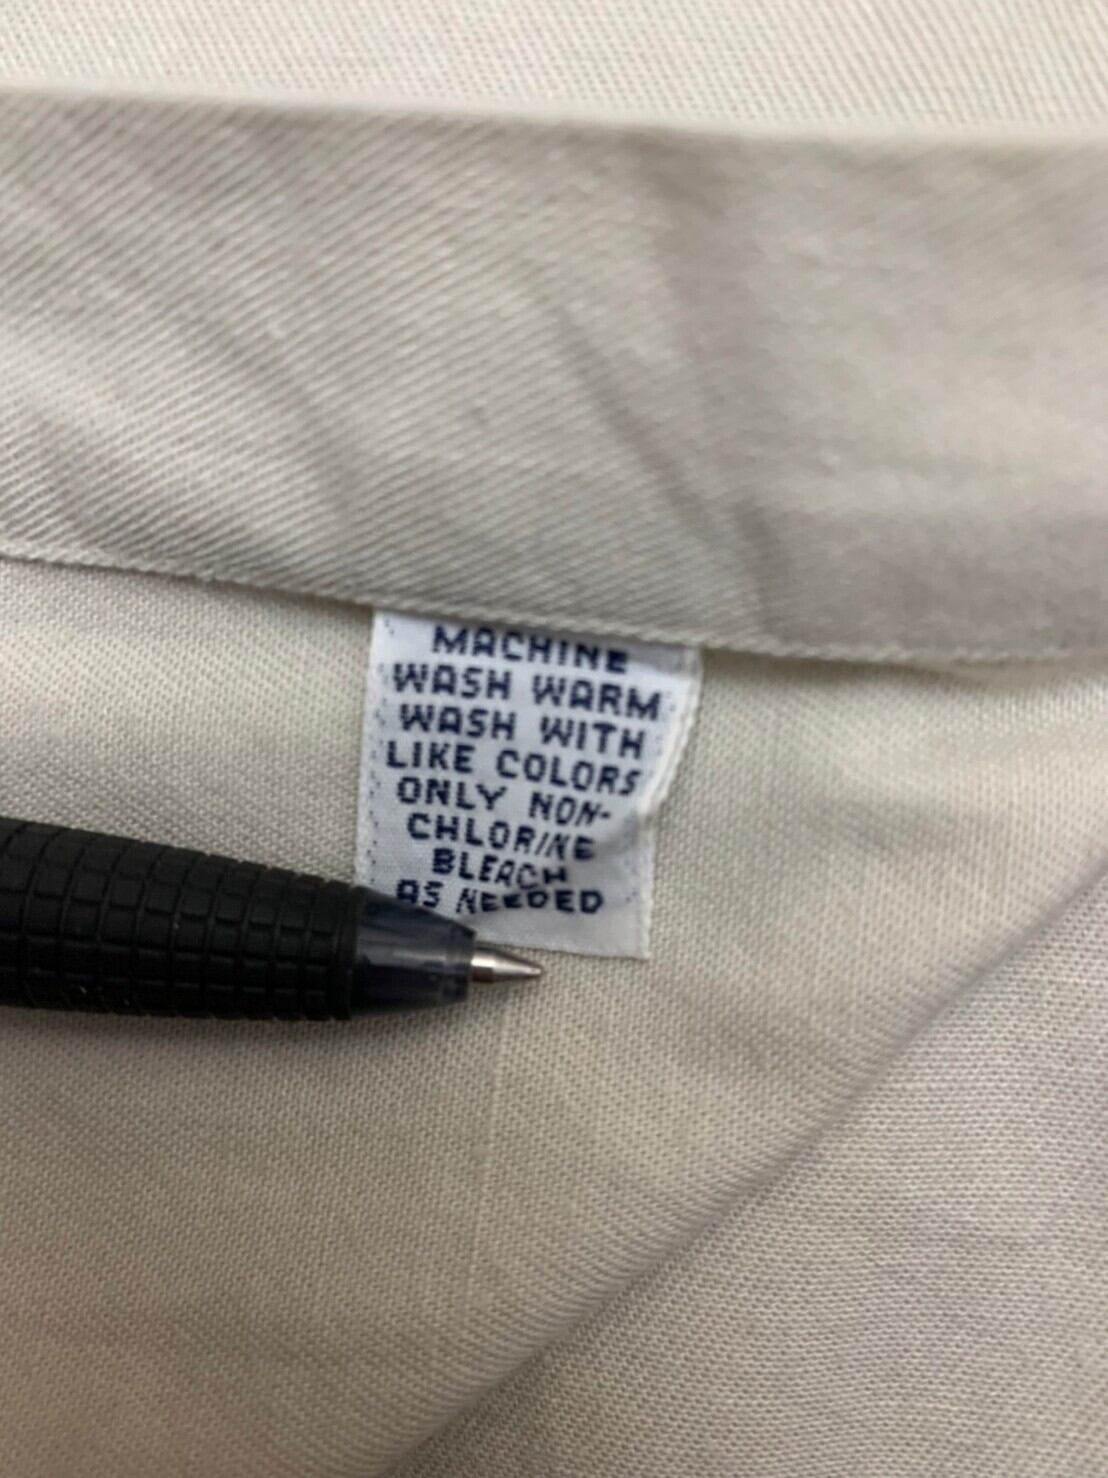 MACHINE
WASH WARM
WASH WITH
LIKE COLORS
ONLY NON-
CHLORINE
BLEACH
AS NEEDED